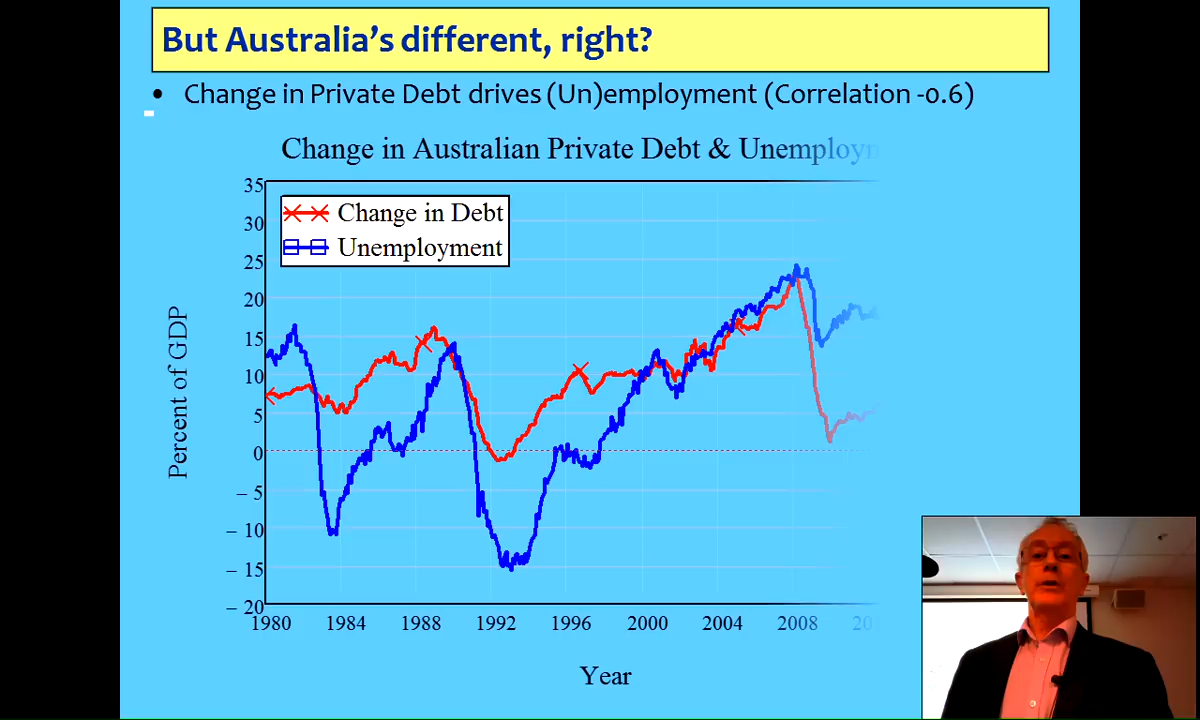 But Australia's different, right?
• Change in Private Debt drives (Un)employment (Correlation -0.6)
Change in Australian Private Debt &
35
30
25
20
15
10
5
0
– 5
– 10
– 15
– 20
Change in Debt
Unemployment
Percent of GDP
1980 1984 1988 1992 1996 2000 2004 2008
Year